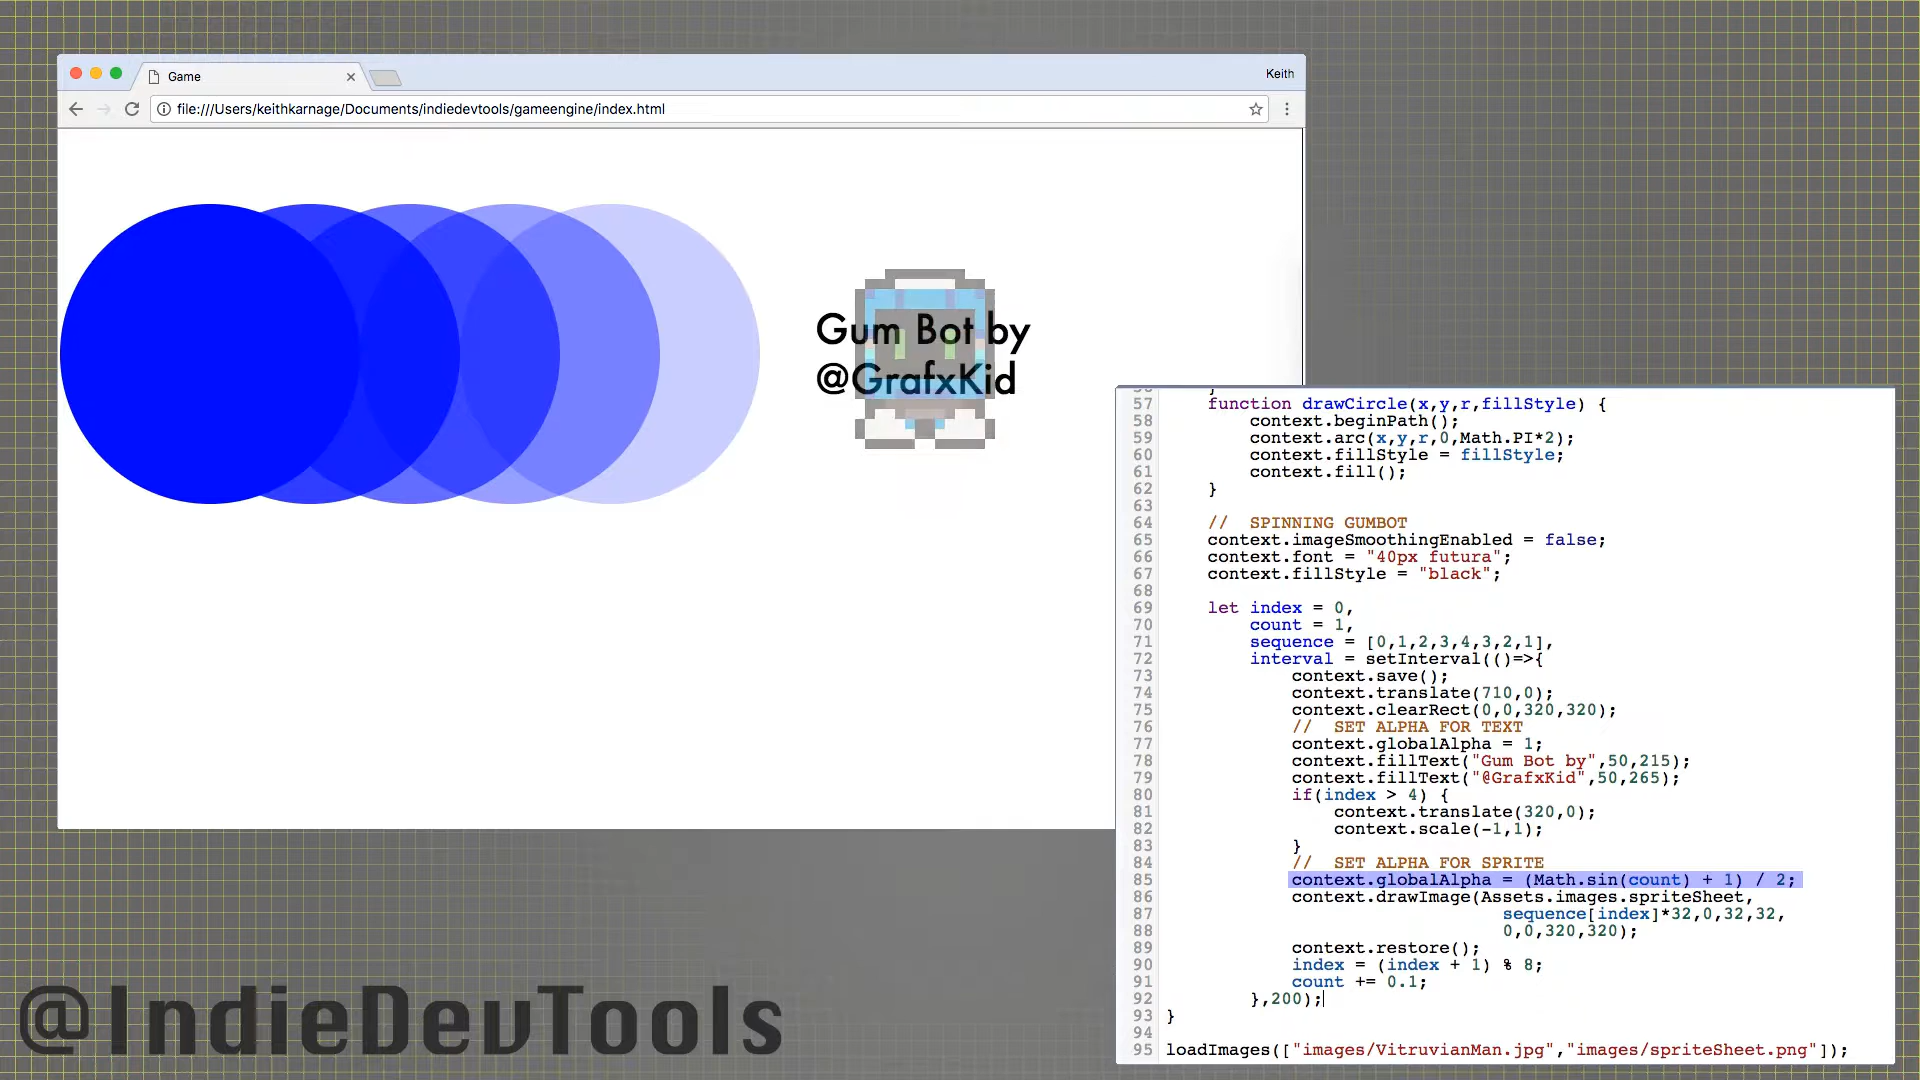 Game
Keith
file:///Users/keithkarnage/Documents/indiedevtools/gameengine/index.html
Gum Bot by
@GrafxKid
57 function drawCircle(x,y,r,fillStyle) {
58 context.beginPath();
59 context.arc(x,y,r,0,Math.PI*2);
60 context.fillStyle = fillStyle;
61 context.fill();
62 }
63
64 // SPINNING GUMBOT
65 context.imageSmoothingEnabled = false;
66 context.font = "40px futura";
67 context.fillStyle = "black";
68
69 let index = 0,
70 count = 1,
71 sequence = [0,1,2,3,4,3,2,1],
72 interval = setInterval(()=>{
73 context.save();
74 context.translate(710,0);
75 context.clearRect(0,0,320,320);
76 // SET ALPHA FOR TEXT
77 context.globalAlpha = 1;
78 context.fillText("Gum Bot by",50,215);
79 context.fillText("@GrafxKid",50,265);
80 if(index > 4) {
81 context.translate(320,0);
82 context.scale(-1,1);
83 }
84 // SET ALPHA FOR SPRITE
85 context.globalAlpha = (Math.sin(count) + 1) / 2;
86 context.drawImage(Assets.images.spriteSheet,
87 sequence[index]*32,0,32,32,
88 0,0,320,320);
89 context.restore();
90 index = (index + 1) % 8;
91 count += 0.1;
92 },200);
93 }
94
95 loadImages(["images/VitruvianMan.jpg","images/spriteSheet.png"]);
@IndieDevTools